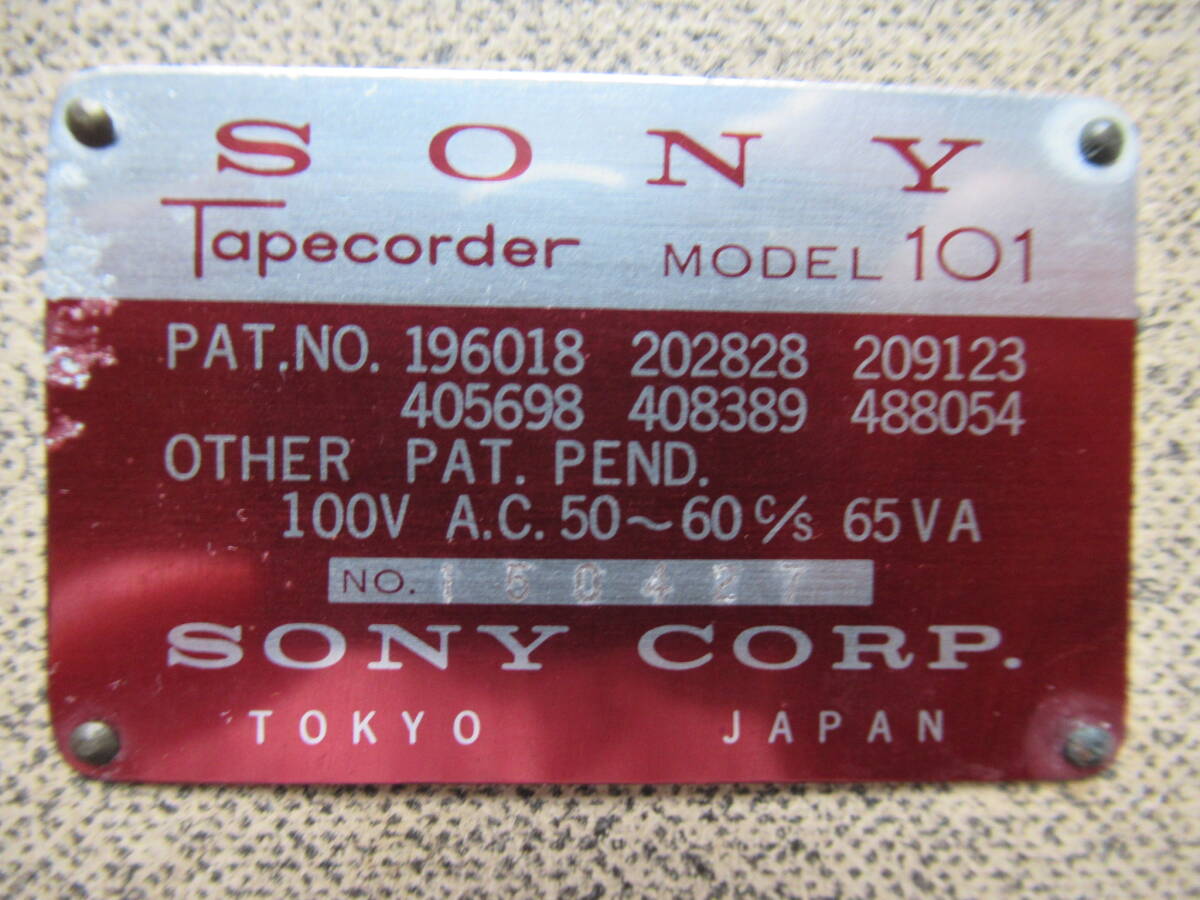 SONY
Tapecorder MODEL 101
PAT.NO. 196018 202828 209123
405698 408389 488054
OTHER PAT. PEND.
100V A.C. 50~60 c/s 65VA
NO. 150427
SONY CORP.
TOKYO JAPAN